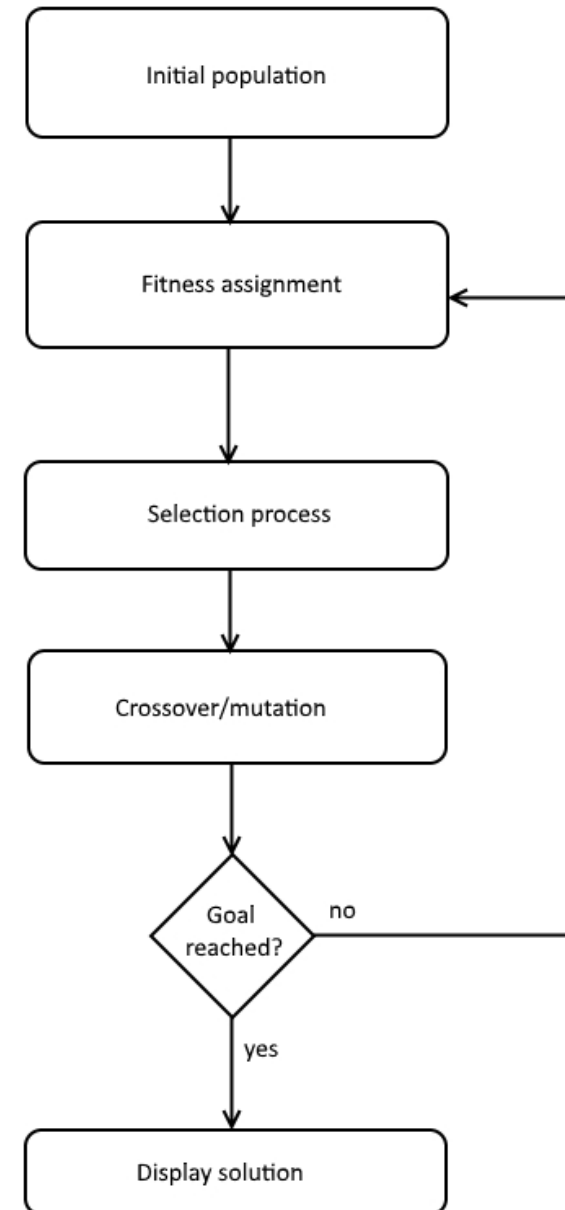 Initial population
Fitness assignment
Selection process
Crossover/mutation
Goal
reached?
no
yes
Display solution